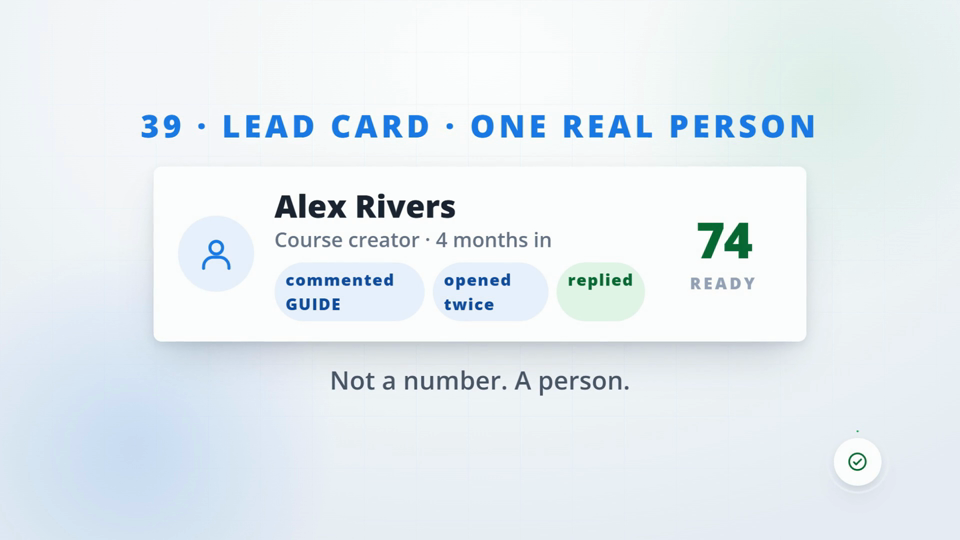 39 · LEAD CARD · ONE REAL PERSON
Alex Rivers
Course creator · 4 months in
commented
GUIDE
opened
twice
replied
74
READY
Not a number. A person.